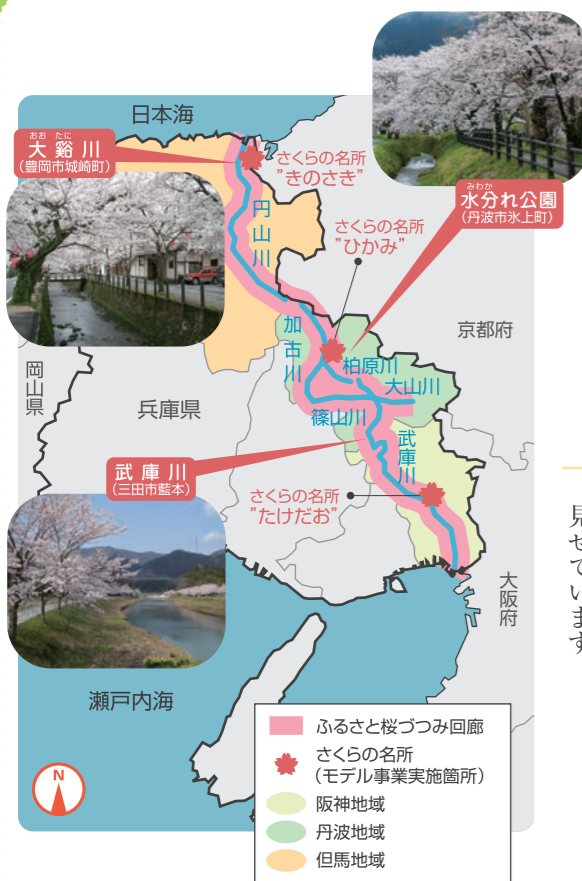 日本海
おお たに
大谿川
(豊岡市城崎町)
さくらの名所
"きのさき"
円山川
みわか
水分れ公園
(丹波市氷上町)
さくらの名所
"ひかみ"
加古川
京都府
柏原川
大山川
岡山県
兵庫県
篠山川
武庫川
武庫川
(三田市藍本)
さくらの名所
"たけだお"
見せています
大阪府
瀬戸内海
N
ふるさと桜づつみ回廊
さくらの名所
(モデル事業実施箇所)
阪神地域
丹波地域
但馬地域